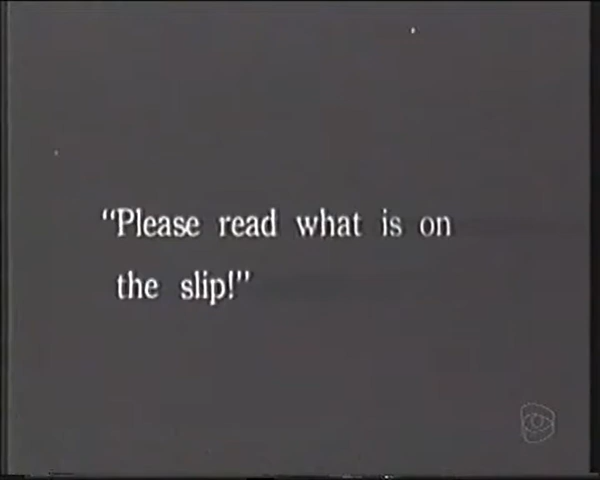 “Please read what is on
the slip!”